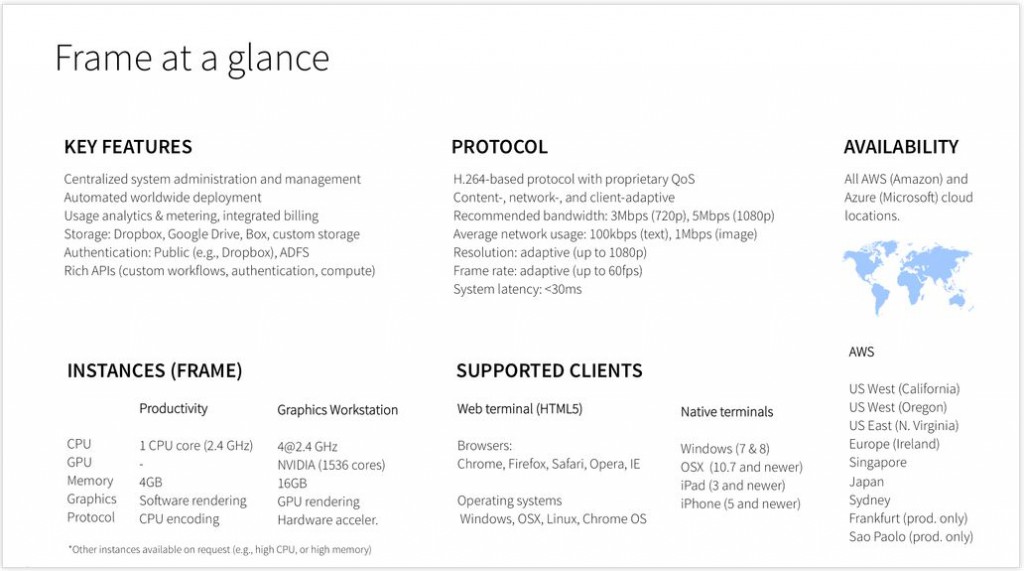 Frame at a glance
KEY FEATURES
Centralized system administration and management
Automated worldwide deployment
Usage analytics & metering, integrated billing
Storage: Dropbox, Google Drive, Box, custom storage
Authentication: Public (e.g., Dropbox), ADFS
Rich APIs (custom workflows, authentication, compute)
PROTOCOL
H.264-based protocol with proprietary QoS
Content-, network-, and client-adaptive
Recommended bandwidth: 3Mbps (720p), 5Mbps (1080p)
Average network usage: 100kbps (text), 1Mbps (image)
Resolution: adaptive (up to 1080p)
Frame rate: adaptive (up to 60fps)
System latency: <30ms
AVAILABILITY
All AWS (Amazon) and
Azure (Microsoft) cloud
locations.
AWS
US West (California)
US West (Oregon)
US East (N. Virginia)
Europe (Ireland)
Singapore
Japan
Sydney
Frankfurt (prod. only)
Sao Paolo (prod. only)
INSTANCES (FRAME)
Productivity Graphics Workstation
CPU 1 CPU core (2.4 GHz) 4@2.4 GHz
GPU - NVIDIA (1536 cores)
Memory 4GB 16GB
Graphics Software rendering GPU rendering
Protocol CPU encoding Hardware acceler.
*Other instances available on request (e.g., high CPU, or high memory)
SUPPORTED CLIENTS
Web terminal (HTML5)
Browsers:
Chrome, Firefox, Safari, Opera, IE
Operating systems
Windows, OSX, Linux, Chrome OS
Native terminals
Windows (7 & 8)
OSX (10.7 and newer)
iPad (3 and newer)
iPhone (5 and newer)